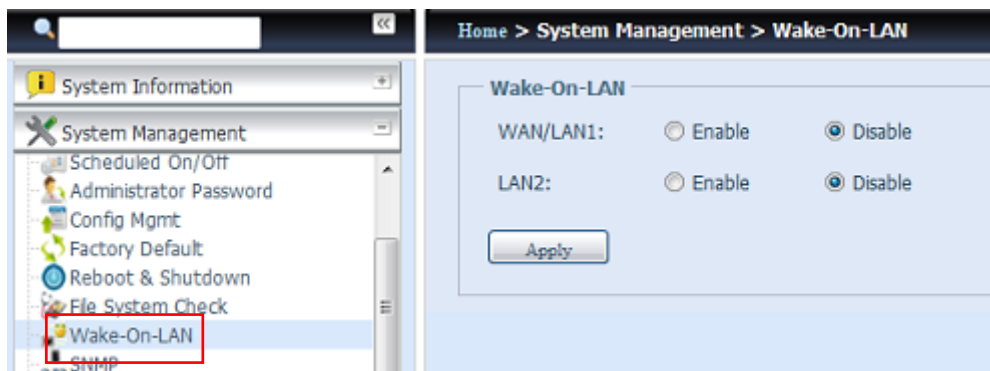 Home > System Management > Wake-On-LAN
System Information
System Management
Scheduled On/Off
Administrator Password
Config Mgmt
Factory Default
Reboot & Shutdown
File System Check
Wake-On-LAN
SNMP
Wake-On-LAN
WAN/LAN1: Enable Disable
LAN2: Enable Disable
Apply